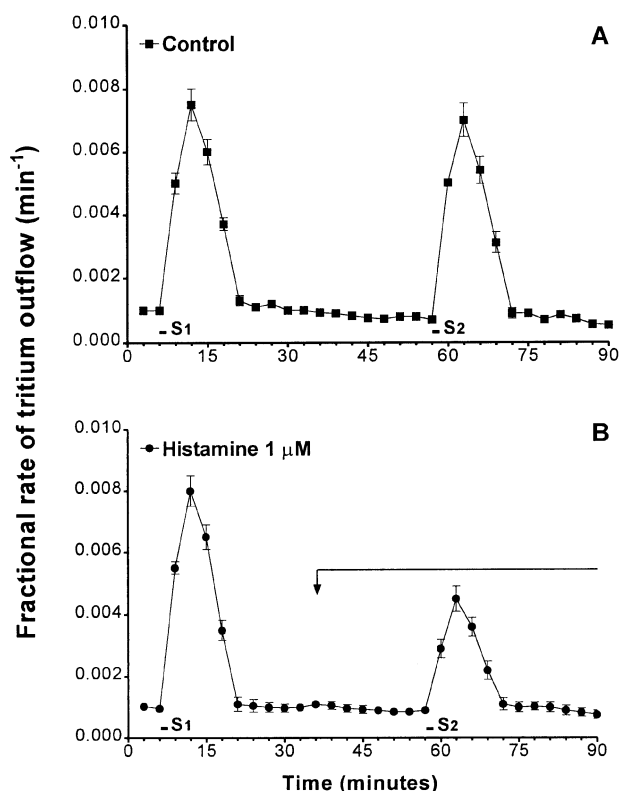 Fractional rate of tritium outflow (min-1)
A
Control
0.010
0.008
0.006
0.004
0.002
0.000
S1
S2
0 15 30 45 60 75 90
B
Histamine 1 μM
0.010
0.008
0.006
0.004
0.002
0.000
S1
S2
0 15 30 45 60 75 90
Time (minutes)